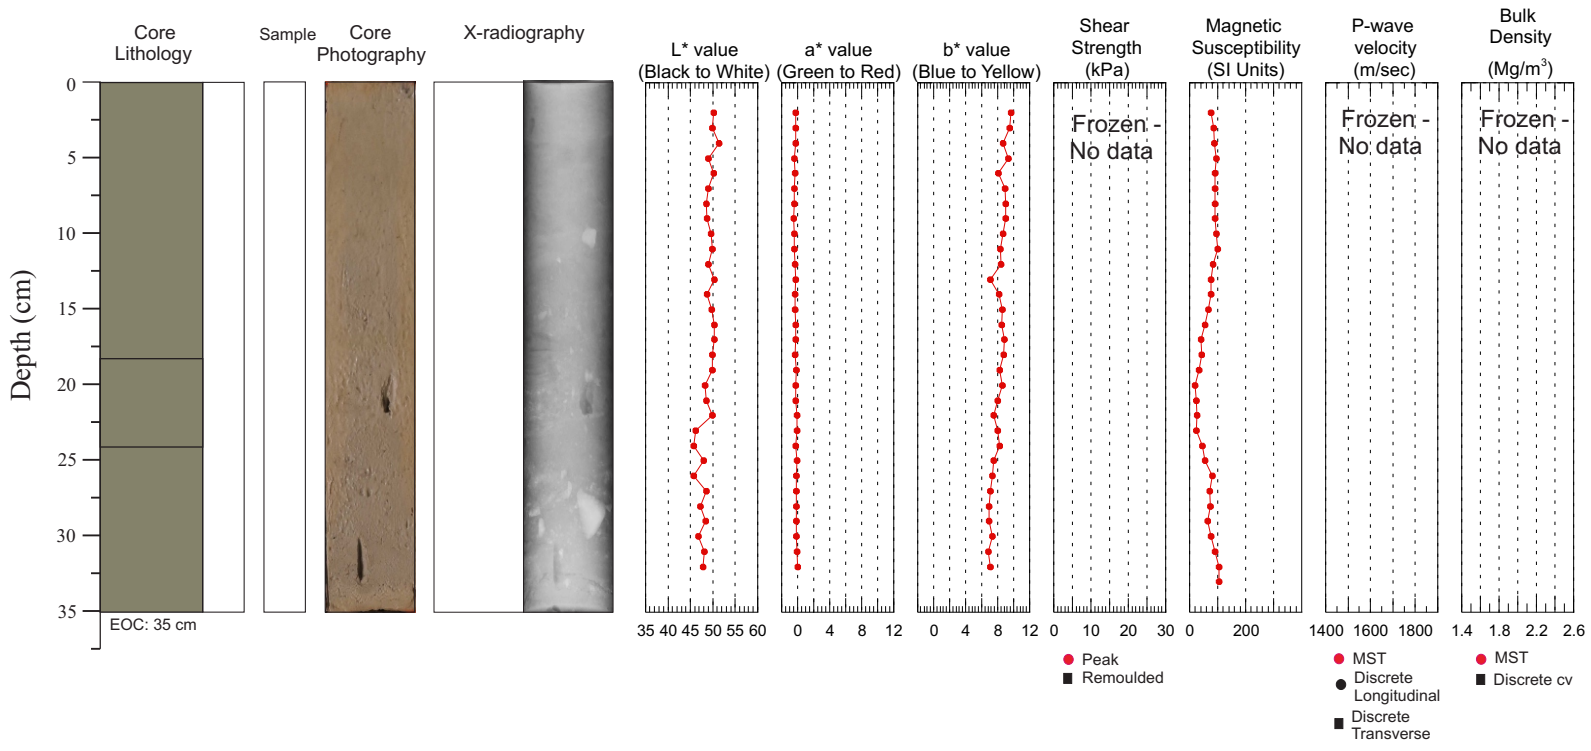 Core
Lithology
Sample
Core
Photography
X-radiography
L* value
(Black to White)
a* value
(Green to Red)
b* value
(Blue to Yellow)
Shear
Strength
(kPa)
Magnetic
Susceptibility
(SI Units)
P-wave
velocity
(m/sec)
Bulk
Density
(Mg/m³)
Depth (cm)
0
5
10
15
20
25
30
35
Frozen -
No data
Frozen -
No data
Frozen -
No data
EOC: 35 cm
35 40 45 50 55 60
0 4 8 12
0 4 8 12
0 10 20 30
0 200
1400 1600 1800
1.4 1.8 2.2 2.6
Peak
Remoulded
MST
Discrete
Longitudinal
Discrete
Transverse
MST
Discrete cv